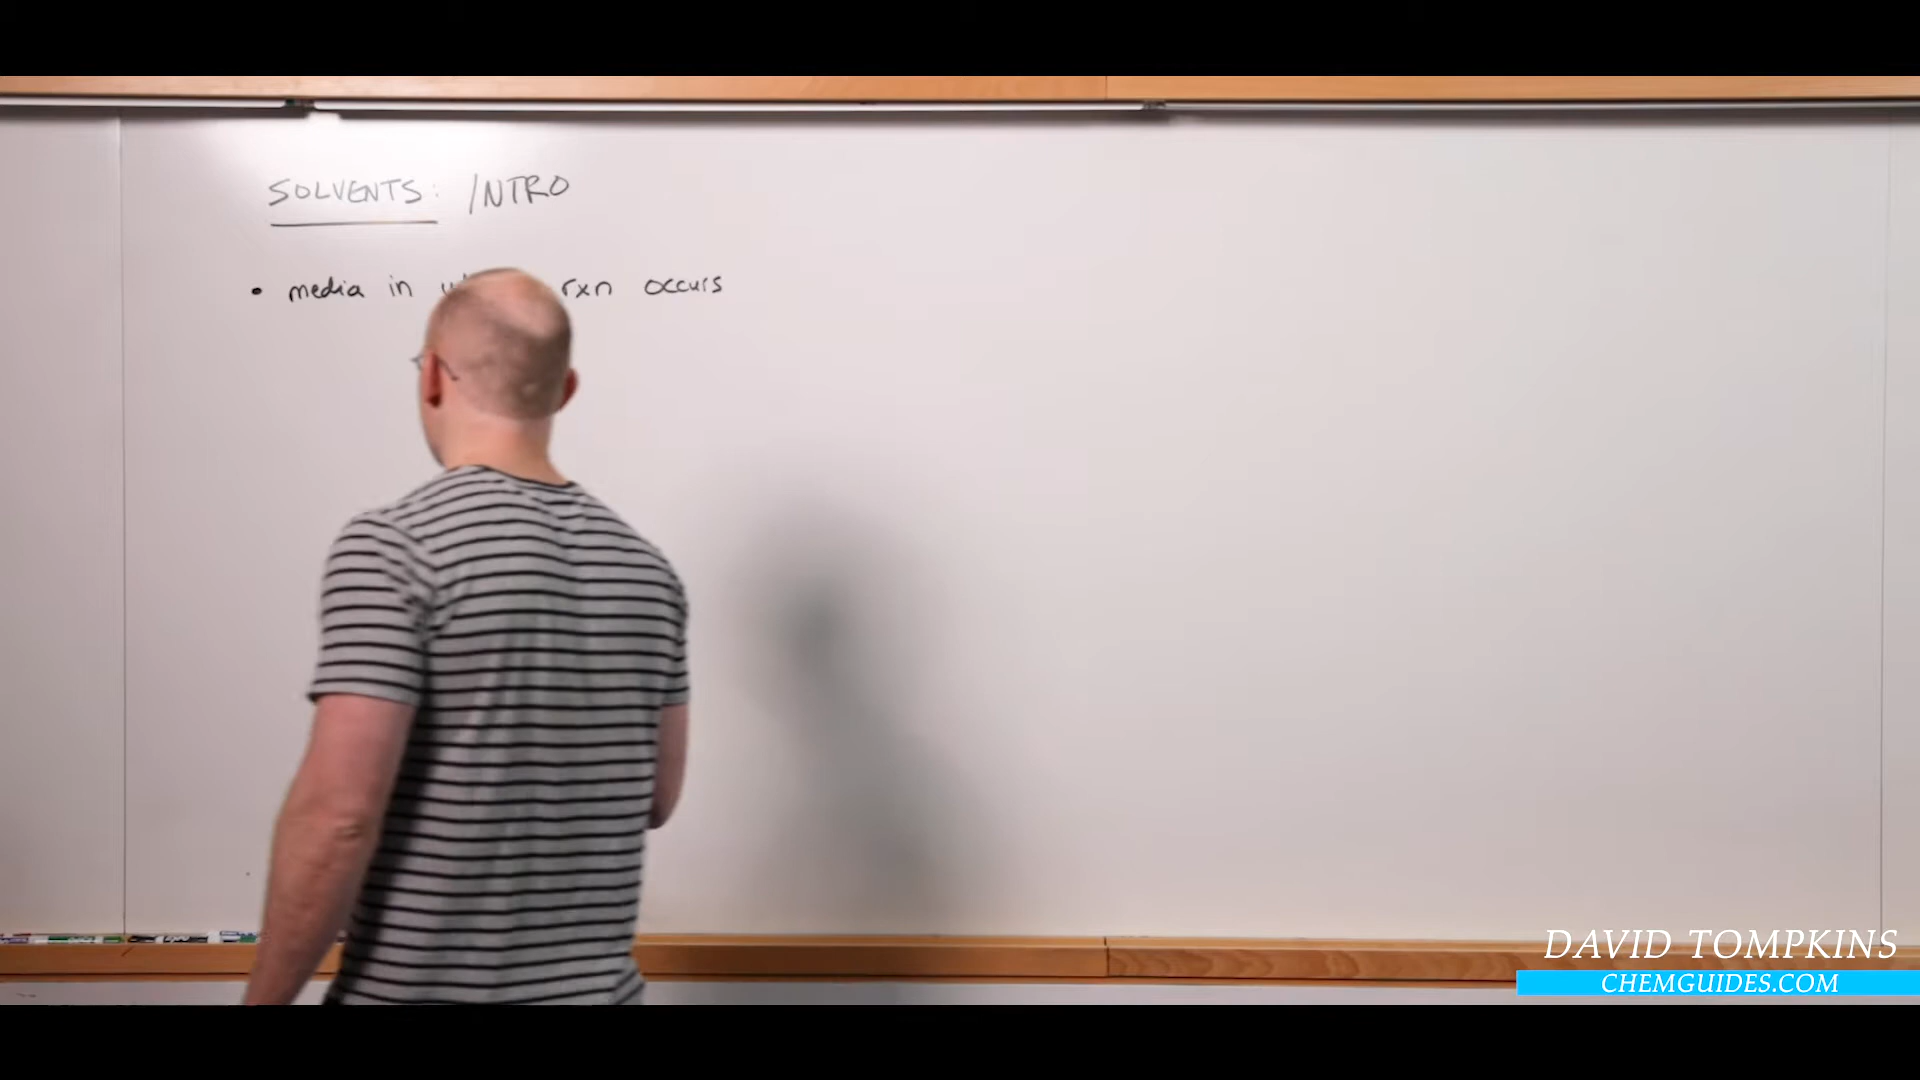 SOLVENTS: INTRO
• media in rxn occurs
DAVID TOMPKINS
CHEMGUIDES.COM